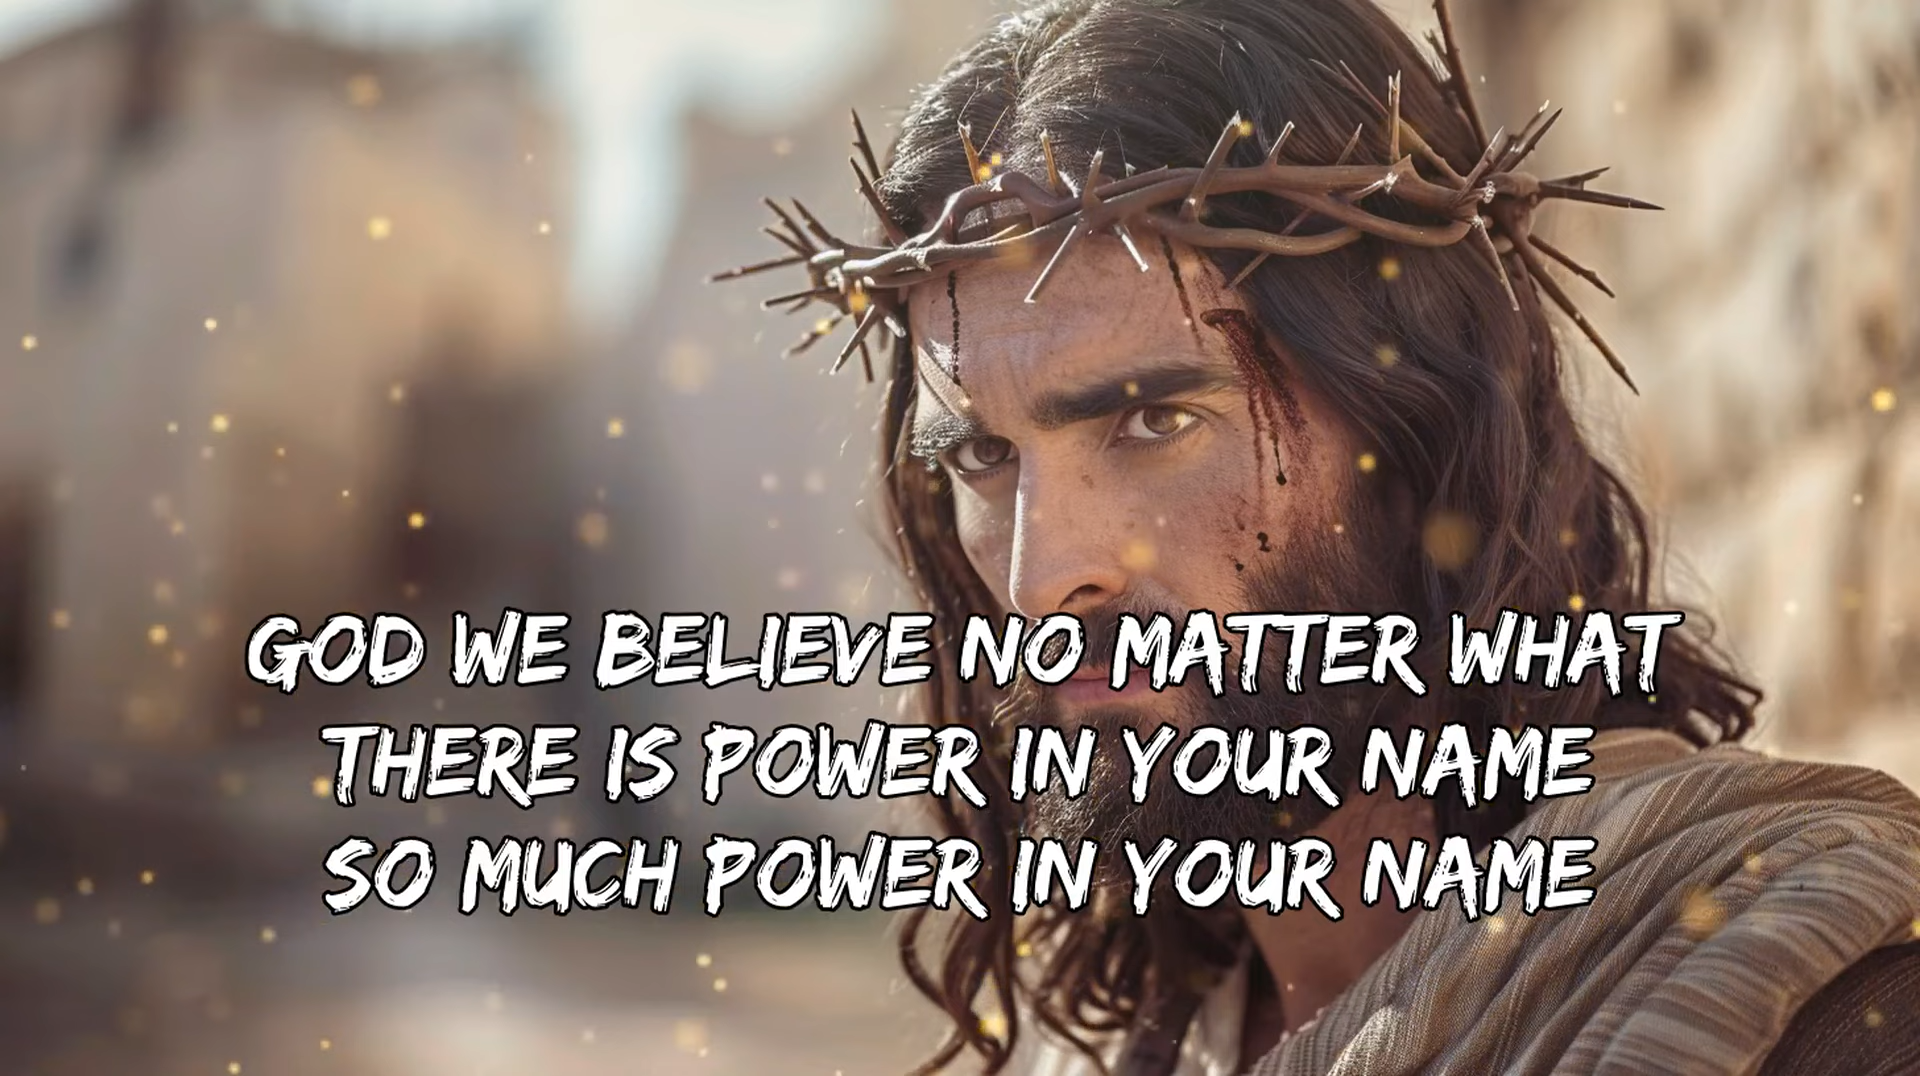 GOD WE BELIEVE NO MATTER WHAT
THERE IS POWER IN YOUR NAME
SO MUCH POWER IN YOUR NAME